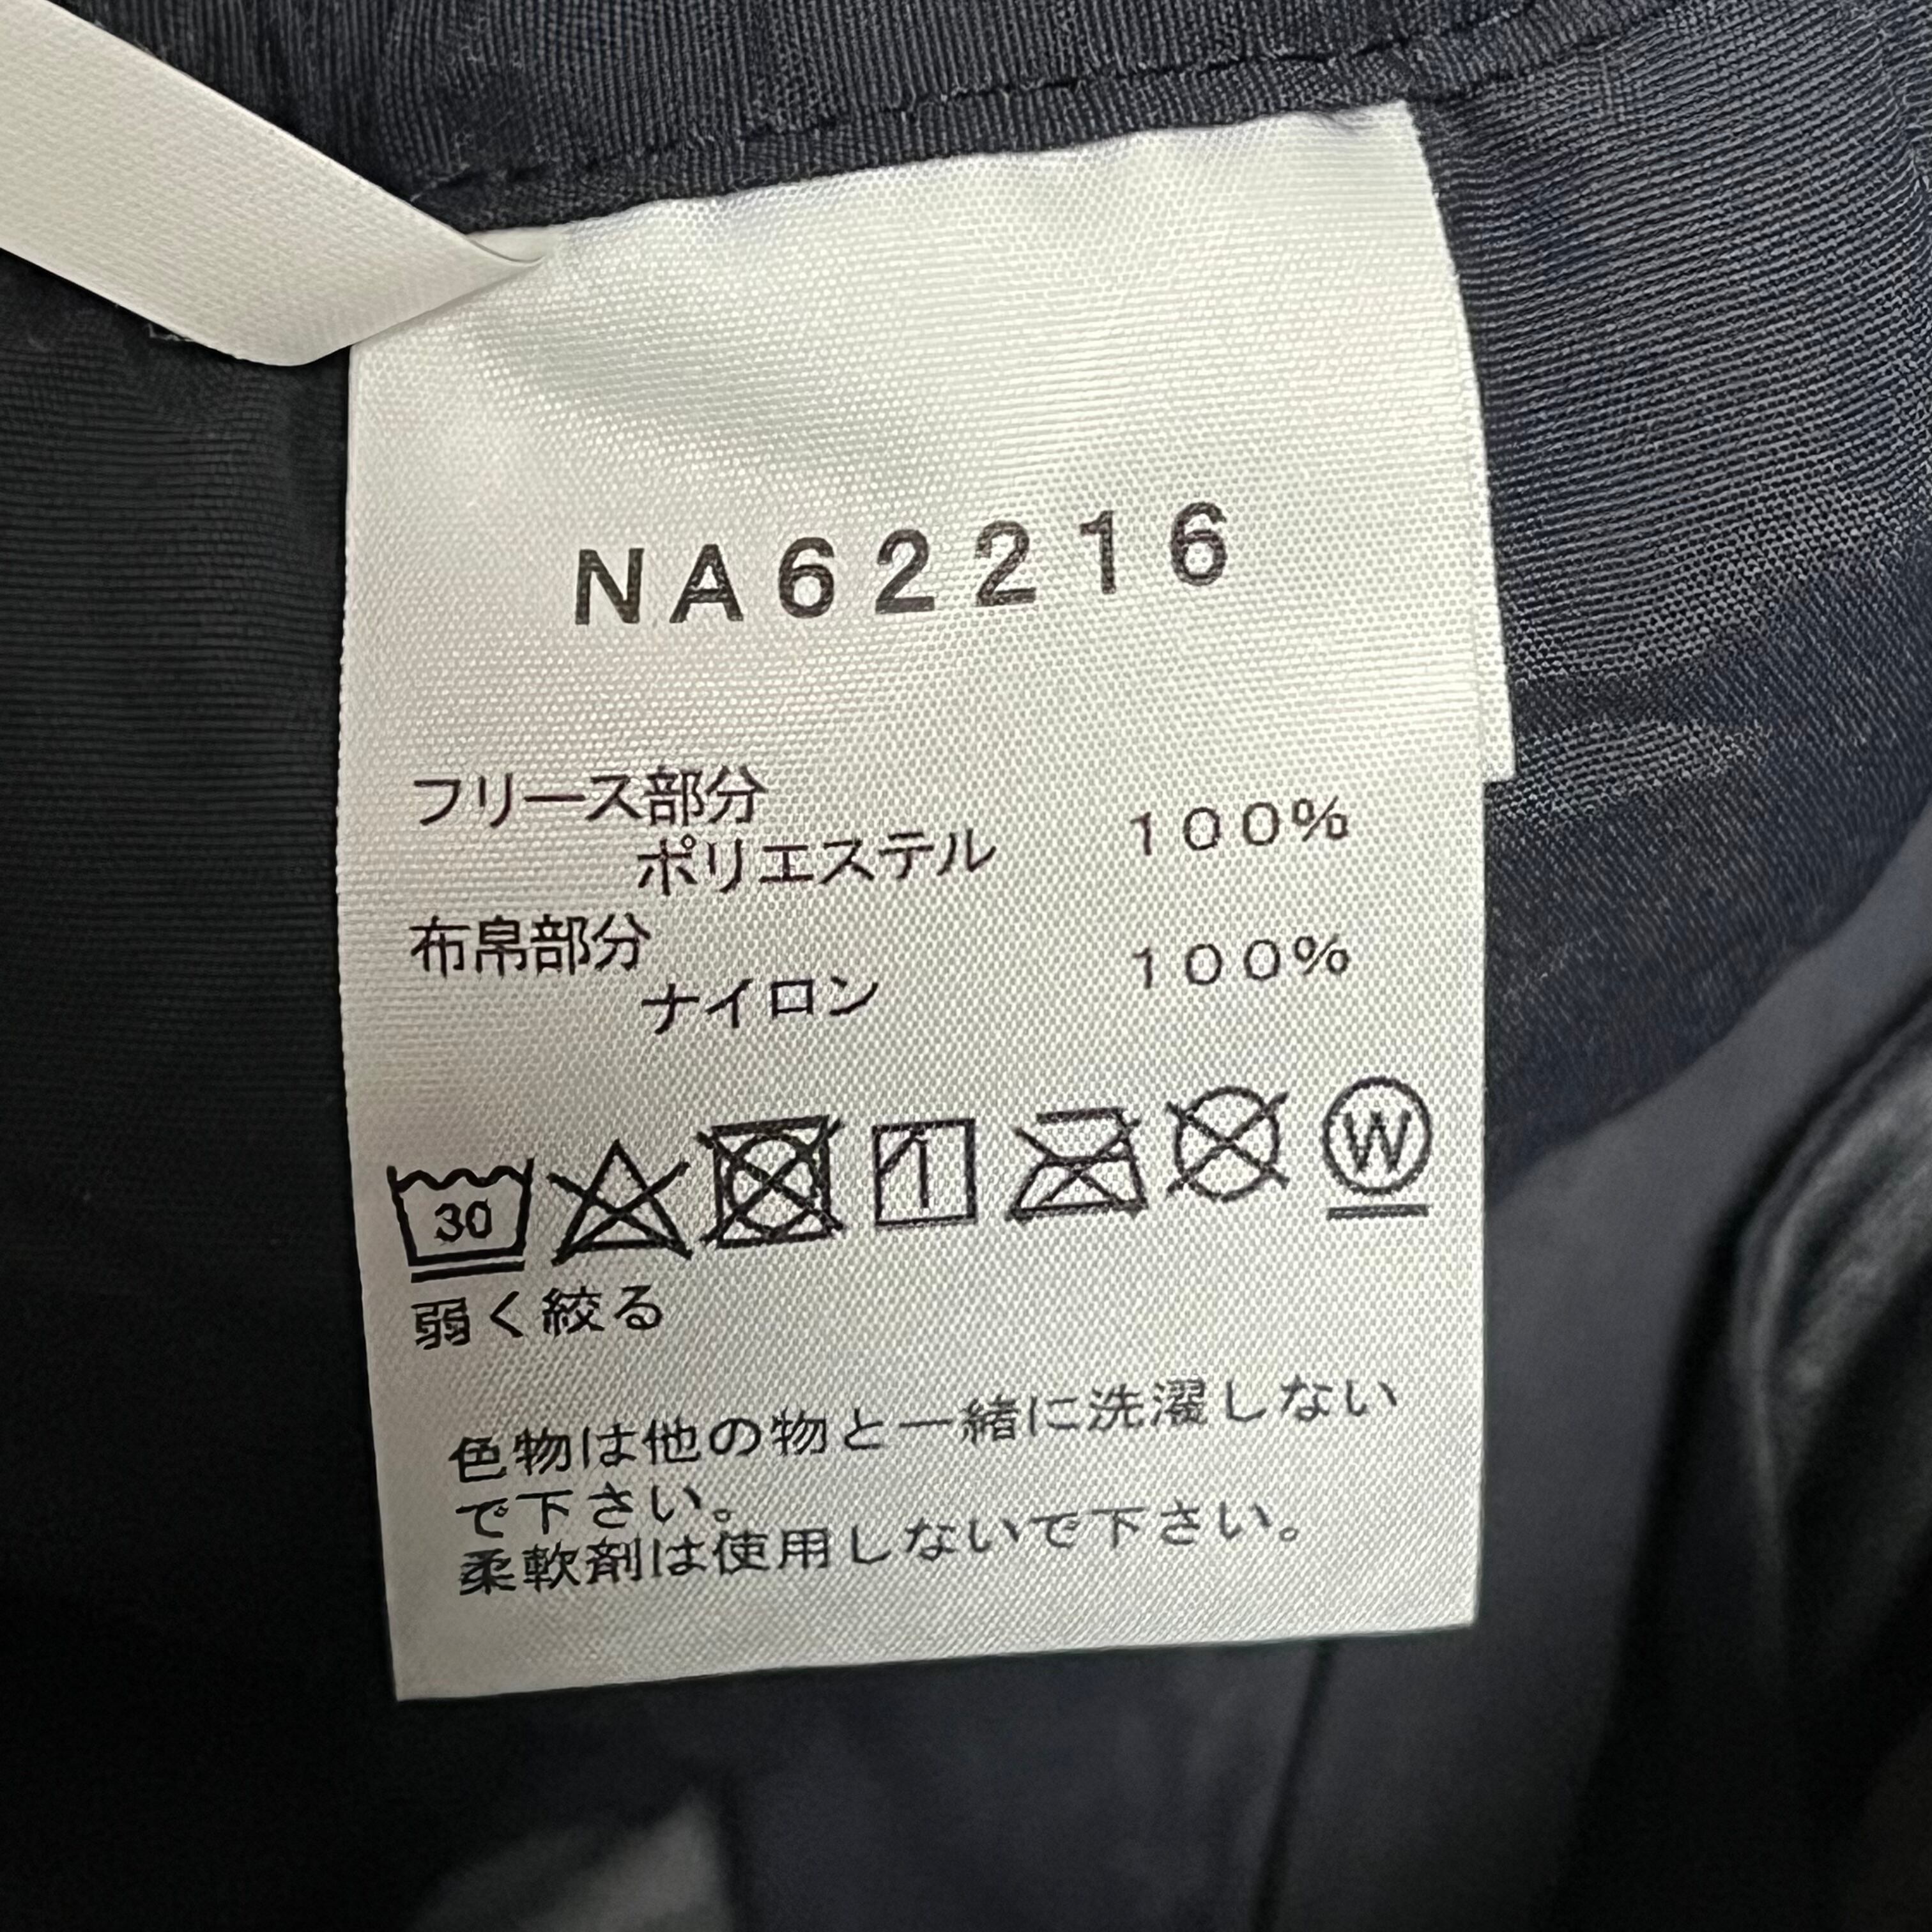 NA62216
フリース部分
ポリエステル 100%
布帛部分
ナイロン 100%
30
W
弱く絞る
色物は他の物と一緒に洗濯しない
で下さい。
柔軟剤は使用しないで下さい。